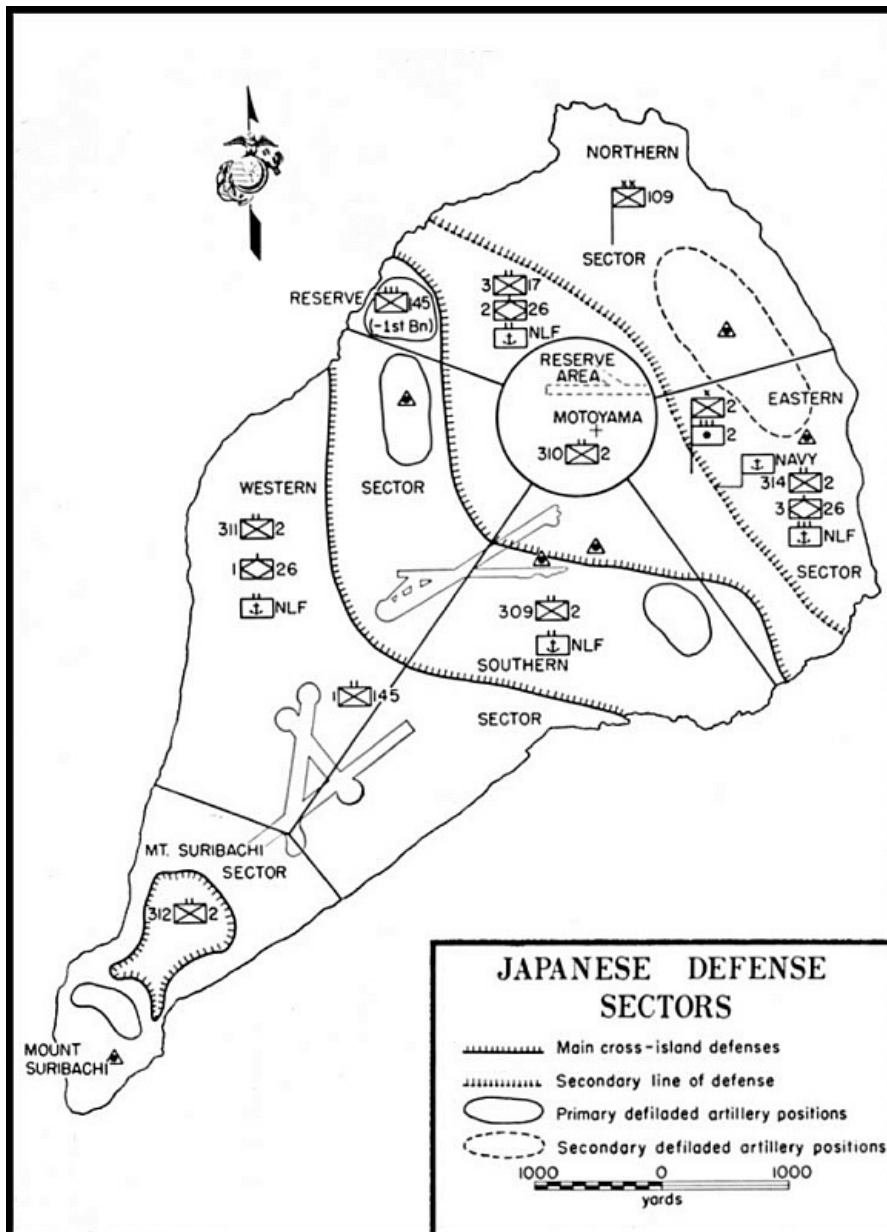 NORTHERN
109
SECTOR
RESERVE
145
(-1st Bn)
3 17
2 26
NLF
RESERVE
AREA
MOTOYAMA
310 2
EASTERN
2
2
NAVY
314 2
3 26
NLF
SECTOR
WESTERN
SECTOR
311 2
1 26
NLF
309 2
NLF
SOUTHERN
SECTOR
1 145
MT. SURIBACHI
SECTOR
312 2
MOUNT
SURIBACHI
JAPANESE DEFENSE
SECTORS
Main cross-island defenses
Secondary line of defense
Primary defiladed artillery positions
Secondary defiladed artillery positions
1000 0 1000
yards